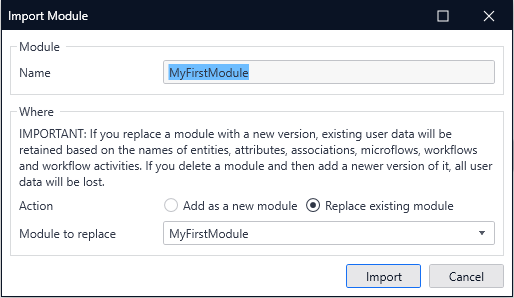 Import Module
Module
Name
MyFirstModule
Where
IMPORTANT: If you replace a module with a new version, existing user data will be
retained based on the names of entities, attributes, associations, microflows, workflows
and workflow activities. If you delete a module and then add a newer version of it, all user
data will be lost.
Action
Add as a new module
Replace existing module
Module to replace
MyFirstModule
Import
Cancel